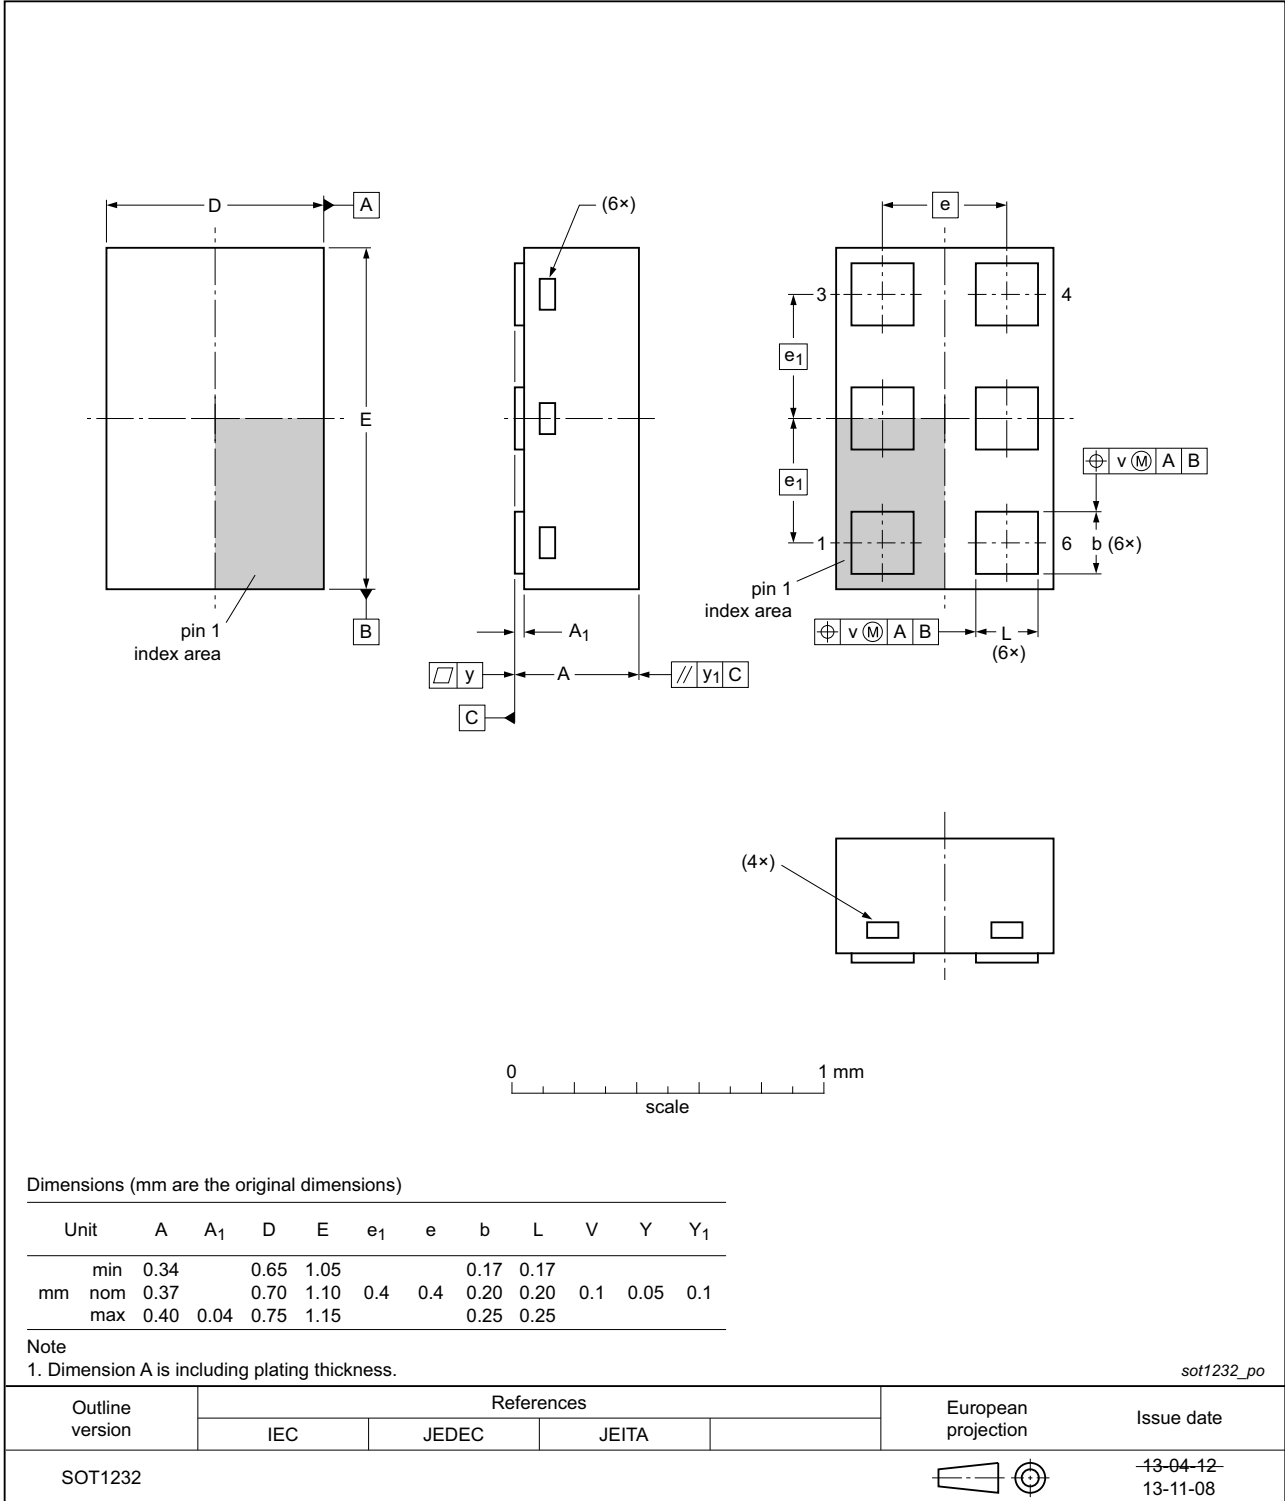 D
A
(6×)
e
3
4
e1
E
e1
v M A B
1
6
b (6×)
pin 1
index area
pin 1
index area
B
A1
v M A B
L
(6×)
y
A
// y1 C
C
(4×)
0
1 mm
scale
Dimensions (mm are the original dimensions)
Unit A A1 D E e1 e b L V Y Y1
min 0.34 0.65 1.05 0.17 0.17
mm nom 0.37 0.70 1.10 0.4 0.4 0.20 0.20 0.1 0.05 0.1
max 0.40 0.04 0.75 1.15 0.25 0.25
Note
1. Dimension A is including plating thickness.
sot1232_po
Outline
version
References
IEC JEDEC JEITA
European
projection
Issue date
SOT1232
13-04-12
13-11-08